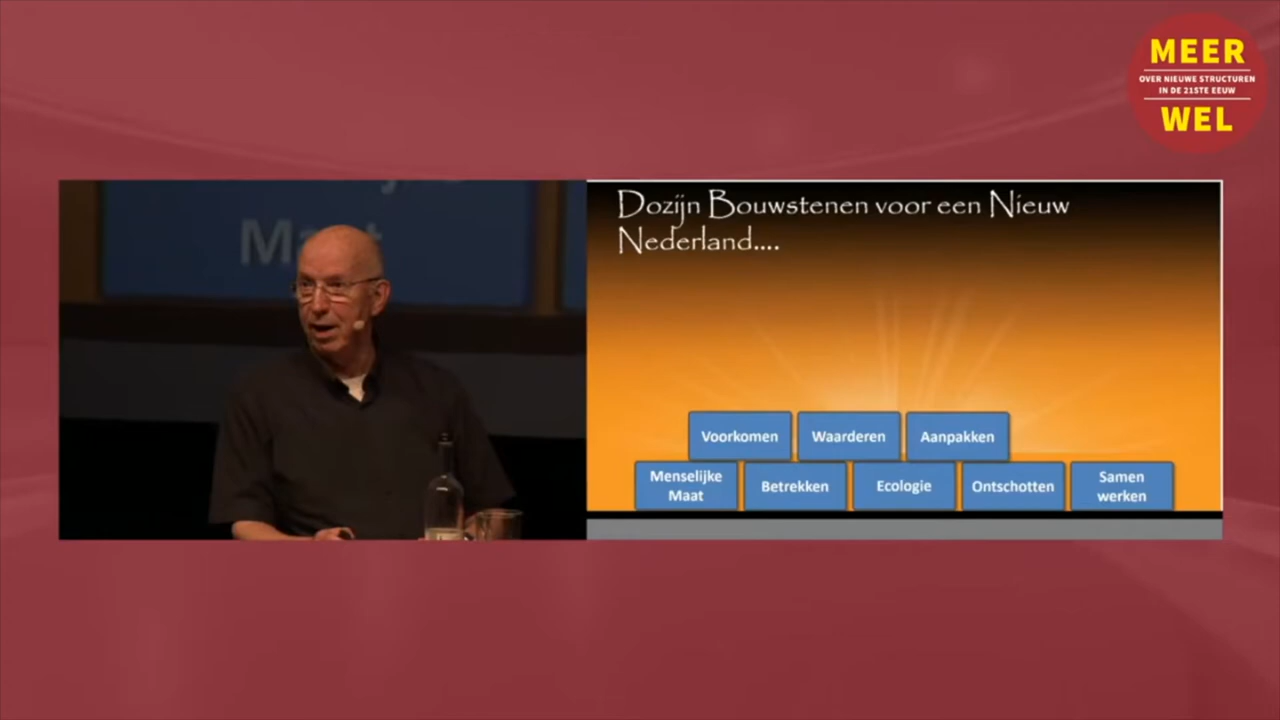 MEER
OVER NIEUWE STRUCTUREN
IN DE 21STE EEUW
WEL
Dozijn Bouwstenen voor een Nieuw
Nederland....
Voorkomen
Waarderen
Aanpakken
Menselijke
Maat
Betrekken
Ecologie
Ontschotten
Samen
werken